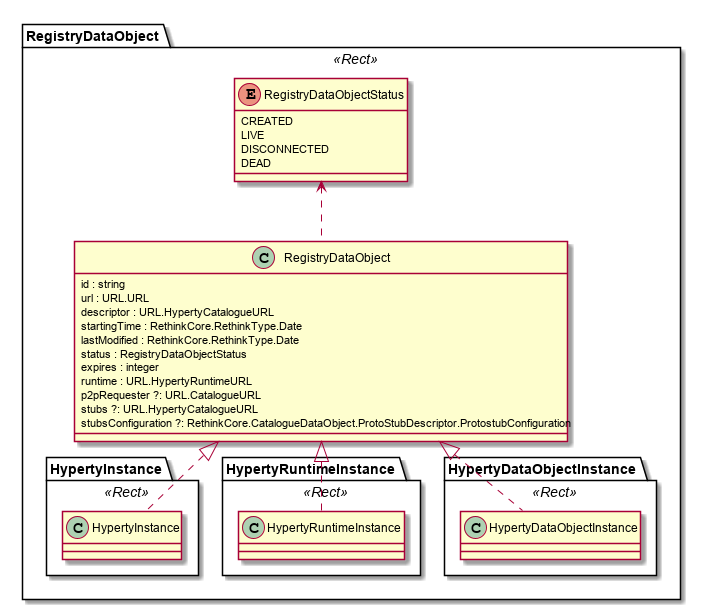 RegistryDataObject
«Rect»
E RegistryDataObjectStatus
CREATED
LIVE
DISCONNECTED
DEAD
C RegistryDataObject
id : string
url : URL.URL
descriptor : URL.HypertyCatalogueURL
startingTime : RethinkCore.RethinkType.Date
lastModified : RethinkCore.RethinkType.Date
status : RegistryDataObjectStatus
expires : integer
runtime : URL.HypertyRuntimeURL
p2pRequester ?: URL.CatalogueURL
stubs ?: URL.HypertyCatalogueURL
stubsConfiguration ?: RethinkCore.CatalogueDataObject.ProtoStubDescriptor.ProtostubConfiguration
HypertyInstance
«Rect»
C HypertyInstance
HypertyRuntimeInstance
«Rect»
C HypertyRuntimeInstance
HypertyDataObjectInstance
«Rect»
C HypertyDataObjectInstance